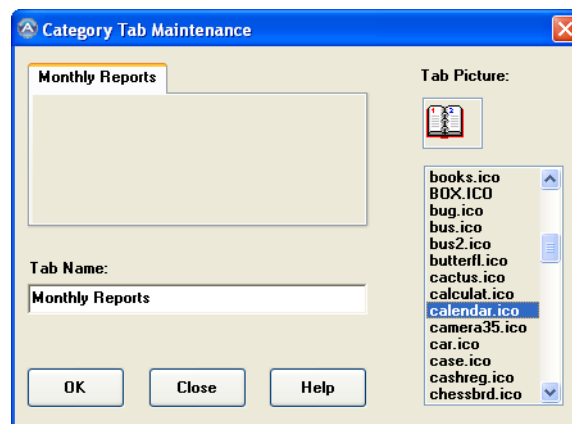 Category Tab Maintenance
Monthly Reports
Tab Picture:
1 2
books.ico
BOX.ICO
bug.ico
bus.ico
bus2.ico
butterfl.ico
cactus.ico
calculat.ico
calendar.ico
camera35.ico
car.ico
case.ico
cashreg.ico
chessbrd.ico
Tab Name:
Monthly Reports
OK
Close
Help